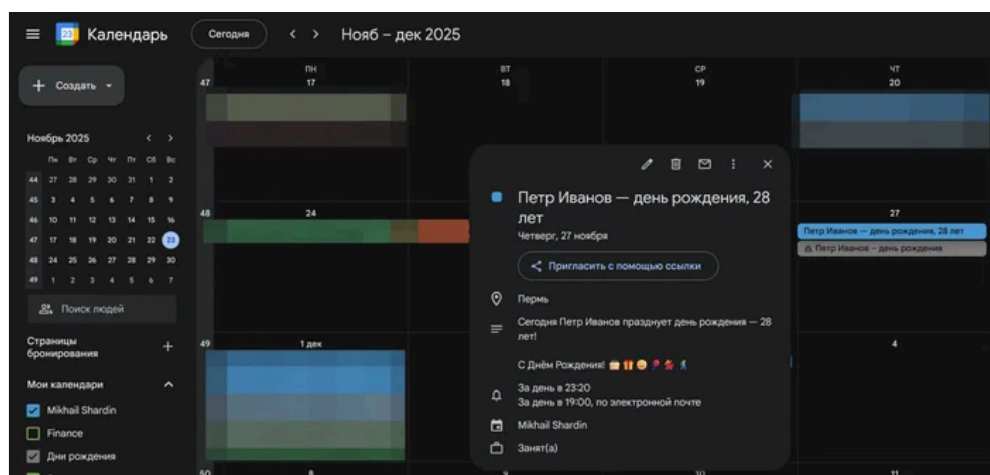 23 Календарь
Сегодня
Нояб – дек 2025
Создать
Ноябрь 2025
Пн Вт Ср Чт Пт Сб Вс
44 27 28 29 30 31 1 2
45 3 4 5 6 7 8 9
46 10 11 12 13 14 15 16
47 17 18 19 20 21 22 23
48 24 25 26 27 28 29 30
49 1 2 3 4 5 6 7
Поиск людей
Страницы
бронирования
Мои календари
Mikhail Shardin
Finance
Дни рождения
ПН ВТ СР ЧТ
47 17 18 19 20
48 24 27
Петр Иванов — день рождения, 28 лет
Петр Иванов – день рождения
49 1 дек 4
50 8 9 10 11
Петр Иванов — день рождения, 28
лет
Четверг, 27 ноября
Пригласить с помощью ссылки
Пермь
Сегодня Петр Иванов празднует день рождения — 28
лет!
С Днём Рождения!
За день в 23:20
За день в 19:00, по электронной почте
Mikhail Shardin
Занят(а)